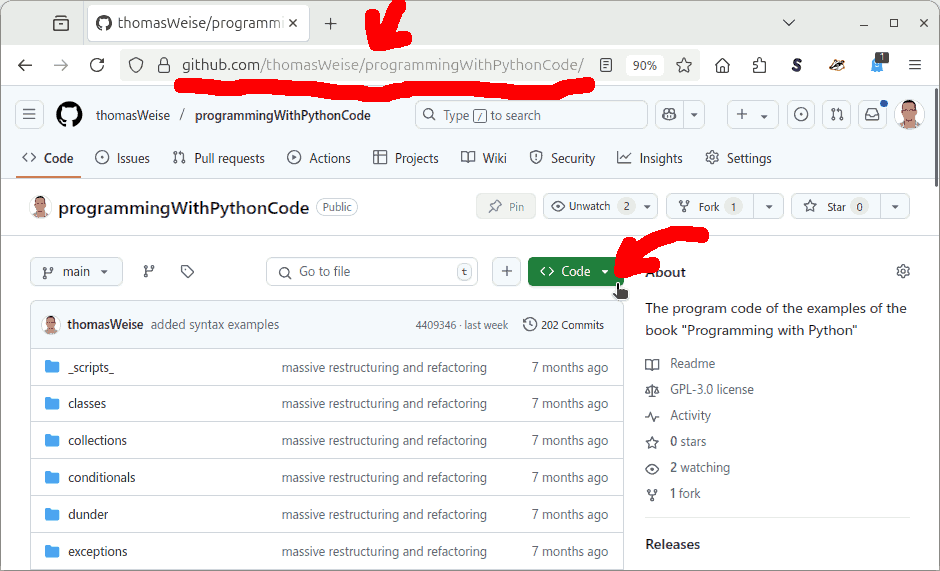 thomasWeise/programmi
github.com/thomasWeise/programmingWithPythonCode/ 90% 1
thomasWeise / programmingWithPythonCode Type / to search
Code Issues Pull requests Actions Projects Wiki Security Insights Settings
programmingWithPythonCode Public Pin Unwatch 2 Fork 1 Star 0
main Go to file t Code About
The program code of the examples of the
book "Programming with Python"
thomasWeise added syntax examples 4409346 · last week 202 Commits
_scripts_ massive restructuring and refactoring 7 months ago
classes massive restructuring and refactoring 7 months ago
collections massive restructuring and refactoring 7 months ago
conditionals massive restructuring and refactoring 7 months ago
dunder massive restructuring and refactoring 7 months ago
exceptions massive restructuring and refactoring 7 months ago
Readme
GPL-3.0 license
Activity
0 stars
2 watching
1 fork
Releases